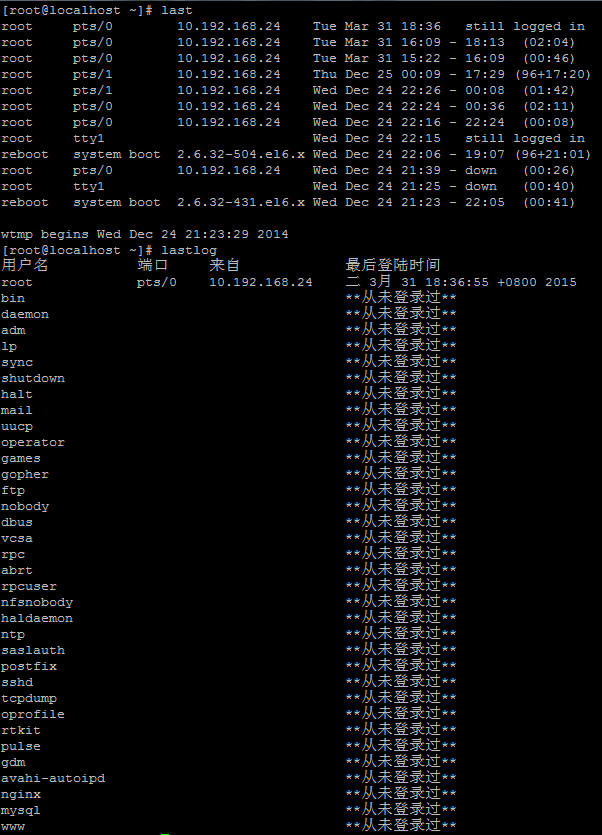 [root@localhost ~]# last
root     pts/0        10.192.168.24    Tue Mar 31 18:36   still logged in
root     pts/0        10.192.168.24    Tue Mar 31 16:09 - 18:13  (02:04)
root     pts/0        10.192.168.24    Tue Mar 31 15:22 - 16:09  (00:46)
root     pts/1        10.192.168.24    Thu Dec 25 00:09 - 17:29 (96+17:20)
root     pts/1        10.192.168.24    Wed Dec 24 22:26 - 00:08  (01:42)
root     pts/0        10.192.168.24    Wed Dec 24 22:24 - 00:36  (02:11)
root     pts/0        10.192.168.24    Wed Dec 24 22:16 - 22:24  (00:08)
root     tty1                          Wed Dec 24 22:15   still logged in
reboot   system boot  2.6.32-504.el6.x Wed Dec 24 22:06 - 19:07 (96+21:01)
root     pts/0        10.192.168.24    Wed Dec 24 21:39 - down   (00:26)
root     tty1                          Wed Dec 24 21:25 - down   (00:40)
reboot   system boot  2.6.32-431.el6.x Wed Dec 24 21:23 - 22:05  (00:41)

wtmp begins Wed Dec 24 21:23:29 2014
[root@localhost ~]# lastlog
用户名           端口     来自             最后登陆时间
root             pts/0    10.192.168.24    二 3月 31 18:36:55 +0800 2015
bin                                        **从未登录过**
daemon                                     **从未登录过**
adm                                        **从未登录过**
lp                                         **从未登录过**
sync                                       **从未登录过**
shutdown                                   **从未登录过**
halt                                       **从未登录过**
mail                                       **从未登录过**
uucp                                       **从未登录过**
operator                                   **从未登录过**
games                                      **从未登录过**
gopher                                     **从未登录过**
ftp                                        **从未登录过**
nobody                                     **从未登录过**
dbus                                       **从未登录过**
vcsa                                       **从未登录过**
rpc                                        **从未登录过**
abrt                                       **从未登录过**
rpcuser                                    **从未登录过**
nfsnobody                                  **从未登录过**
haldaemon                                  **从未登录过**
ntp                                        **从未登录过**
saslauth                                   **从未登录过**
postfix                                    **从未登录过**
sshd                                       **从未登录过**
tcpdump                                    **从未登录过**
oprofile                                   **从未登录过**
rtkit                                      **从未登录过**
pulse                                      **从未登录过**
gdm                                        **从未登录过**
avahi-autoipd                              **从未登录过**
nginx                                      **从未登录过**
mysql                                      **从未登录过**
www                                        **从未登录过**